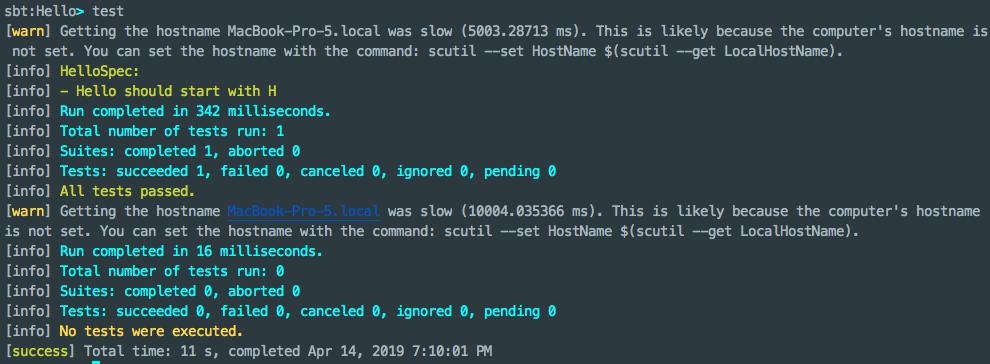 sbt:Hello> test
[warn] Getting the hostname MacBook-Pro-5.local was slow (5003.28713 ms). This is likely because the computer's hostname is
not set. You can set the hostname with the command: scutil --set HostName $(scutil --get LocalHostName).
[info] HelloSpec:
[info] - Hello should start with H
[info] Run completed in 342 milliseconds.
[info] Total number of tests run: 1
[info] Suites: completed 1, aborted 0
[info] Tests: succeeded 1, failed 0, canceled 0, ignored 0, pending 0
[info] All tests passed.
[warn] Getting the hostname MacBook-Pro-5.local was slow (10004.035366 ms). This is likely because the computer's hostname
is not set. You can set the hostname with the command: scutil --set HostName $(scutil --get LocalHostName).
[info] Run completed in 16 milliseconds.
[info] Total number of tests run: 0
[info] Suites: completed 0, aborted 0
[info] Tests: succeeded 0, failed 0, canceled 0, ignored 0, pending 0
[info] No tests were executed.
[success] Total time: 11 s, completed Apr 14, 2019 7:10:01 PM